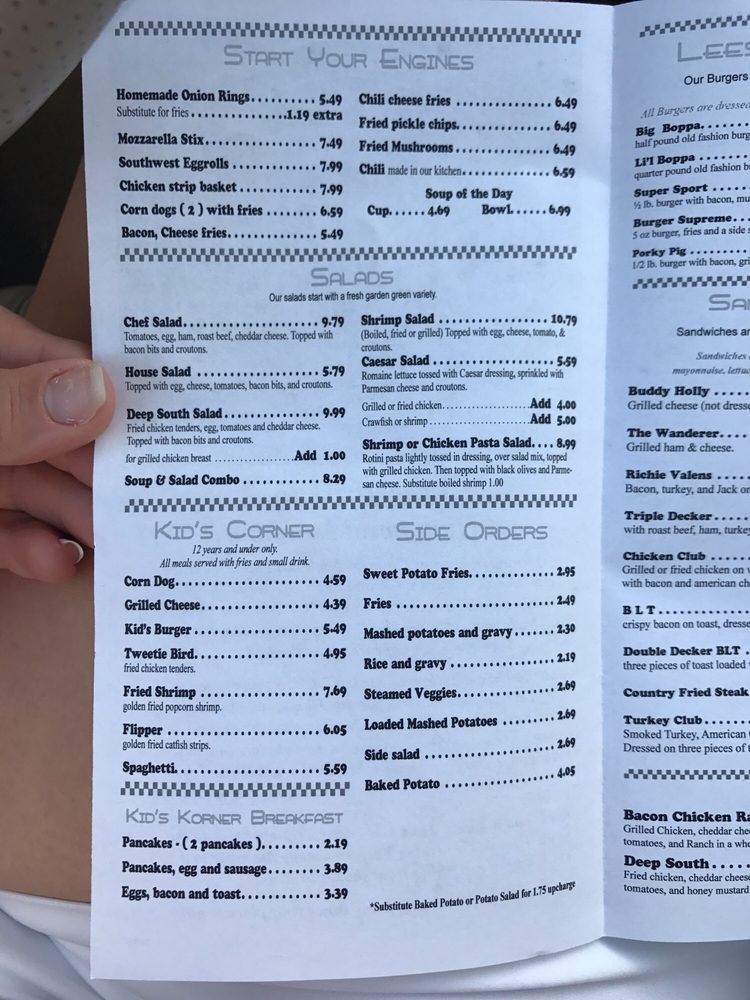 START YOUR ENGINES
Homemade Onion Rings.......... 5.49
Substitute for fries..................1.19 extra
Mozzarella Stix................. 7.49
Southwest Eggrolls ............ 7.99
Chicken strip basket ........... 7.99
Corn dogs ( 2 ) with fries ...... 6.59
Bacon, Cheese fries............. 5.49
Chili cheese fries ............... 6.49
Fried pickle chips............... 6.49
Fried Mushrooms ............... 6.49
Chili made in our kitchen............. 6.59
Soup of the Day
Cup...... 4.69 Bowl...... 6.99
SALADS
Our salads start with a fresh garden green variety.
Chef Salad...................... 9.79
Tomatoes, egg, ham, roast beef, cheddar cheese. Topped with
bacon bits and croutons.
House Salad .................... 5.79
Topped with egg, cheese, tomatoes, bacon bits, and croutons.
Deep South Salad............... 9.99
Fried chicken tenders, egg, tomatoes and cheddar cheese.
Topped with bacon bits and croutons.
for grilled chicken breast ................... Add 1.00
Soup & Salad Combo ............ 8.29
Shrimp Salad ................... 10.79
(Boiled, fried or grilled) Topped with egg, cheese, tomato, &
croutons.
Caesar Salad .................... 5.59
Romaine lettuce tossed with Caesar dressing, sprinkled with
Parmesan cheese and croutons.
Grilled or fried chicken......................Add 4.00
Crawfish or shrimp..........................Add 5.00
Shrimp or Chicken Pasta Salad.... 8.99
Rotini pasta lightly tossed in dressing, over salad mix, topped
with grilled chicken. Then topped with black olives and Parme-
san cheese. Substitute boiled shrimp 1.00
KID'S CORNER
12 years and under only.
All meals served with fries and small drink.
Corn Dog........................ 4.59
Grilled Cheese................... 4.39
Kid's Burger .................... 5.49
Tweetie Bird.................... 4.95
fried chicken tenders.
Fried Shrimp ................... 7.69
golden fried popcorn shrimp.
Flipper ......................... 6.05
golden fried catfish strips.
Spaghetti........................ 5.59
SIDE ORDERS
Sweet Potato Fries.............. 2.95
Fries ........................... 2.49
Mashed potatoes and gravy ....... 2.30
Rice and gravy .................. 2.19
Steamed Veggies................. 2.69
Loaded Mashed Potatoes ......... 2.69
Side salad ...................... 2.69
Baked Potato ................... 4.05
KID'S KORNER BREAKFAST
Pancakes - ( 2 pancakes )......... 2.19
Pancakes, egg and sausage........ 3.89
Eggs, bacon and toast............ 3.39
*Substitute Baked Potato or Potato Salad for 1.75 upcharge
LEES
Our Burgers
All Burgers are dressed
Big Boppa.
half pound old fashion burg
Li'l Boppa ........
quarter pound old fashion b
Super Sport .......
½ lb. burger with bacon, mu
Burger Supreme..
5 oz burger, fries and a side s
Porky Pig .........
1/2 lb. burger with bacon, gri
SA
Sandwiches ar
Sandwiches
mayonnaise, lettuc
Buddy Holly .....
Grilled cheese (not dresse
The Wanderer...
Grilled ham & cheese.
Richie Valens .....
Bacon, turkey, and Jack on
Triple Decker....
with roast beef, ham, turkey
Chicken Club ....
Grilled or fried chicken on w
with bacon and american ch
B L T..............
crispy bacon on toast, dresse
Double Decker BLT .
three pieces of toast loaded
Country Fried Steak
Turkey Club......
Smoked Turkey, American
Dressed on three pieces of t
Bacon Chicken Ra
Grilled Chicken, cheddar chee
tomatoes, and Ranch in a whe
Deep South......
Fried chicken, cheddar cheese
tomatoes, and honey mustard